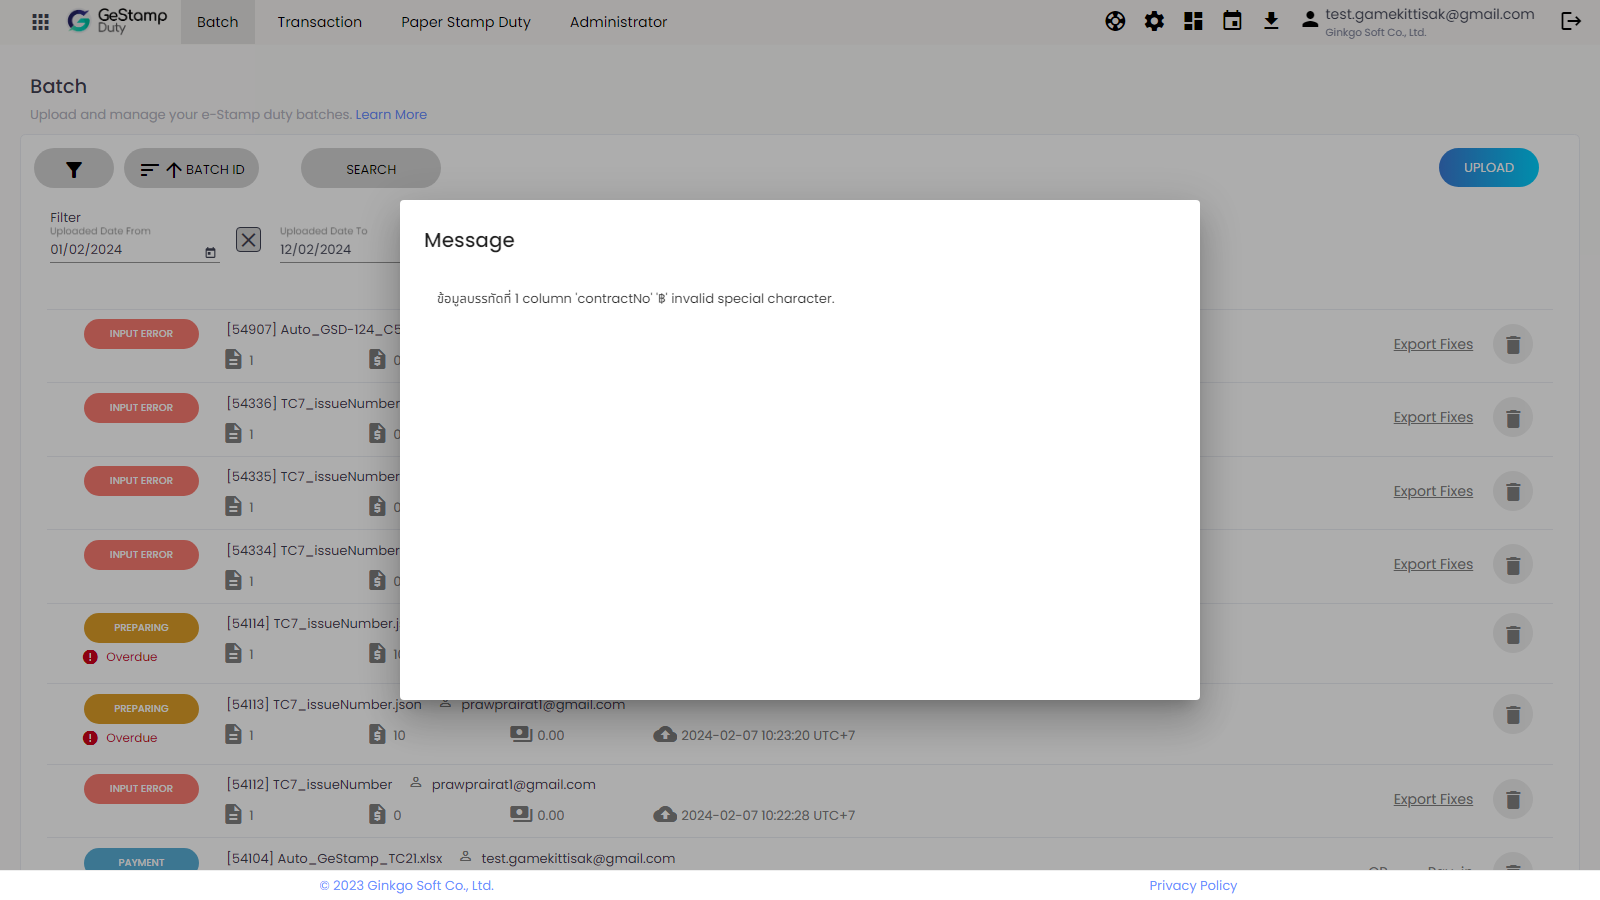 GeStamp
Duty
Batch
Transaction
Paper Stamp Duty
Administrator
test.gamekittisak@gmail.com
Ginkgo Soft Co., Ltd.
Batch
Upload and manage your e-Stamp duty batches. Learn More
BATCH ID
SEARCH
UPLOAD
Filter
Uploaded Date From
01/02/2024
Uploaded Date To
12/02/2024
Message
ข้อมูลบรรทัดที่ 1 column 'contractNo' '฿' invalid special character.
INPUT ERROR
[54907] Auto_GSD-124_C5
1
0
Export Fixes
INPUT ERROR
[54336] TC7_issueNumber
1
0
Export Fixes
INPUT ERROR
[54335] TC7_issueNumber
1
0
Export Fixes
INPUT ERROR
[54334] TC7_issueNumber
1
0
Export Fixes
PREPARING
Overdue
[54114] TC7_issueNumber.j
1
PREPARING
Overdue
[54113] TC7_issueNumber.json
prawprairat1@gmail.com
1
10
0.00
2024-02-07 10:23:20 UTC+7
INPUT ERROR
[54112] TC7_issueNumber
prawprairat1@gmail.com
1
0
0.00
2024-02-07 10:22:28 UTC+7
Export Fixes
PAYMENT
[54104] Auto_GeStamp_TC21.xlsx
test.gamekittisak@gmail.com
© 2023 Ginkgo Soft Co., Ltd.
Privacy Policy